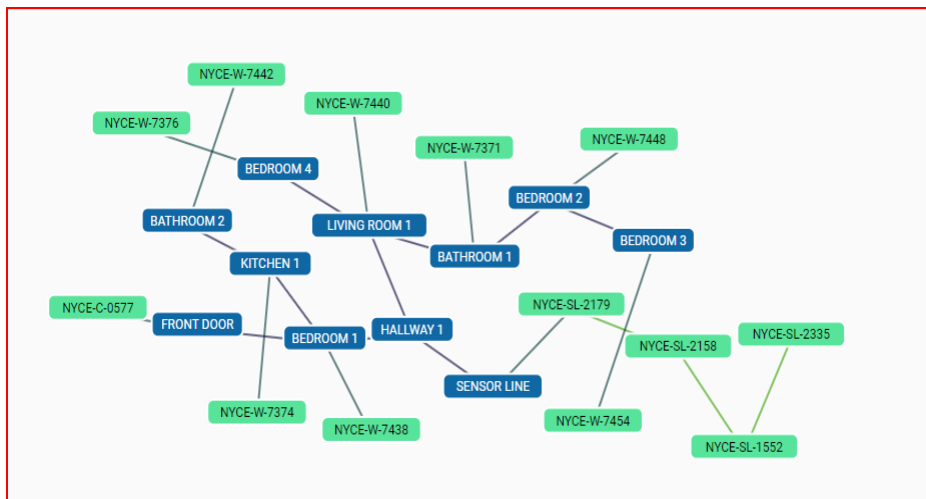 NYCE-W-7442
NYCE-W-7440
NYCE-W-7376
NYCE-W-7371
NYCE-W-7448
BEDROOM 4
BEDROOM 2
BATHROOM 2
LIVING ROOM 1
BEDROOM 3
BATHROOM 1
KITCHEN 1
NYCE-C-0577
NYCE-SL-2179
FRONT DOOR
HALLWAY 1
BEDROOM 1
NYCE-SL-2335
NYCE-SL-2158
SENSOR LINE
NYCE-W-7374
NYCE-W-7454
NYCE-W-7438
NYCE-SL-1552